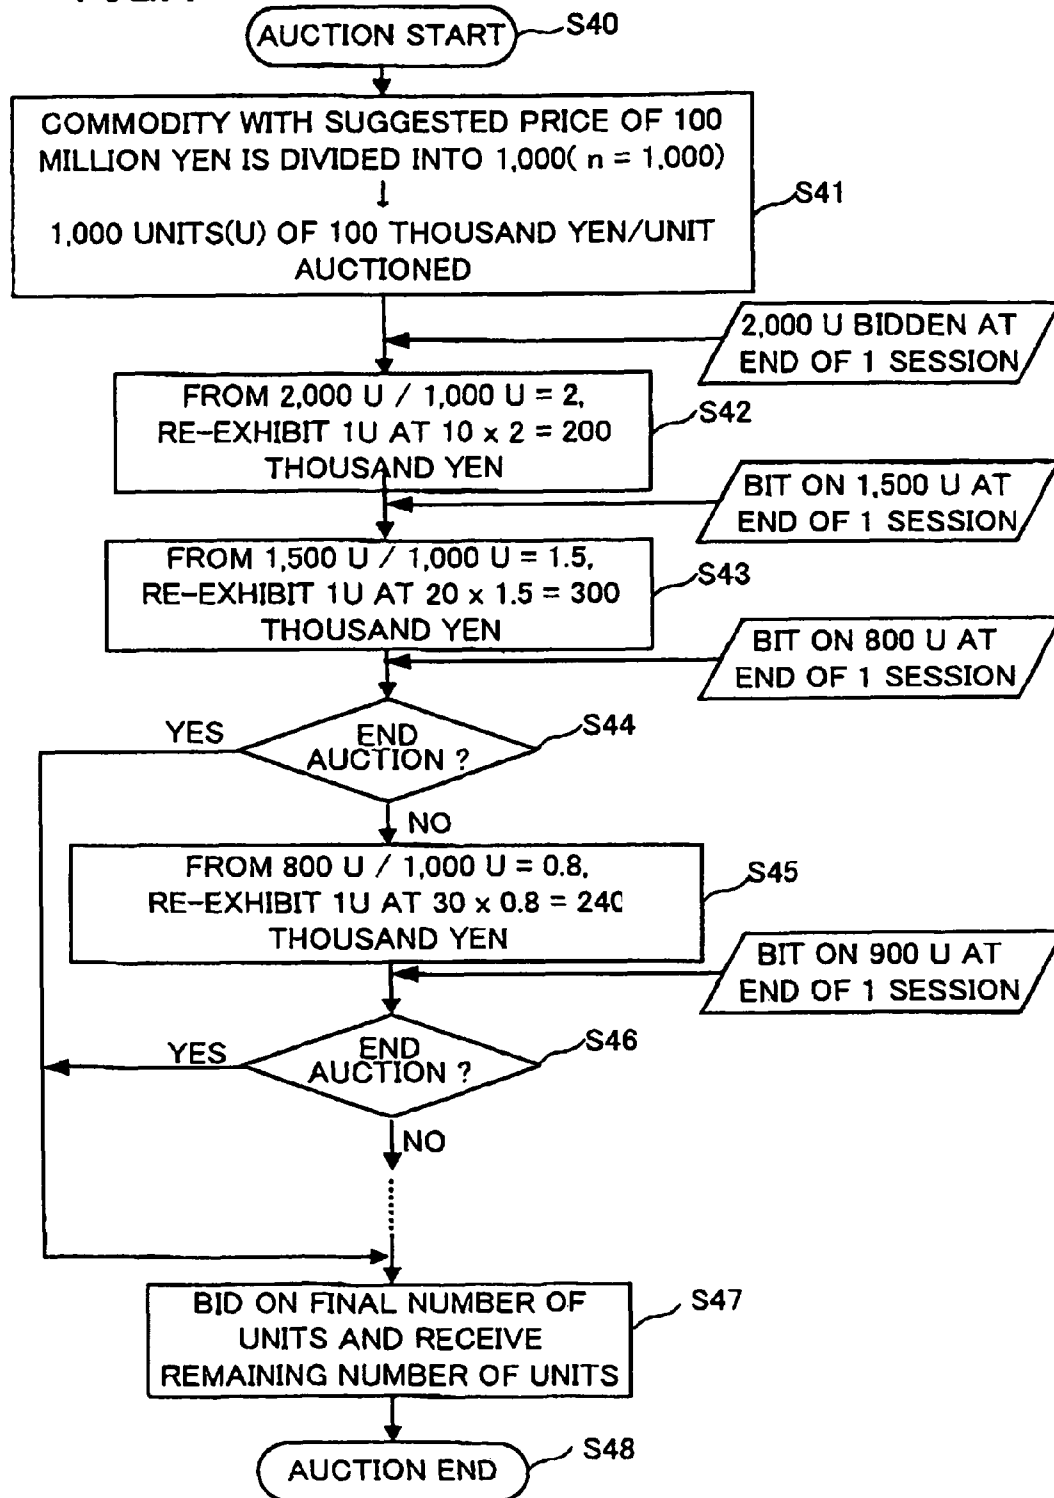 AUCTION START
S40
COMMODITY WITH SUGGESTED PRICE OF 100
MILLION YEN IS DIVIDED INTO 1,000( n = 1,000)
1,000 UNITS(U) OF 100 THOUSAND YEN/UNIT
AUCTIONED
S41
2,000 U BIDDEN AT
END OF 1 SESSION
FROM 2,000 U / 1,000 U = 2,
RE-EXHIBIT 1U AT 10 x 2 = 200
THOUSAND YEN
S42
BIT ON 1,500 U AT
END OF 1 SESSION
FROM 1,500 U / 1,000 U = 1.5,
RE-EXHIBIT 1U AT 20 x 1.5 = 300
THOUSAND YEN
S43
BIT ON 800 U AT
END OF 1 SESSION
YES
END
AUCTION ?
S44
NO
FROM 800 U / 1,000 U = 0.8,
RE-EXHIBIT 1U AT 30 x 0.8 = 240
THOUSAND YEN
S45
BIT ON 900 U AT
END OF 1 SESSION
YES
END
AUCTION ?
S46
NO
BID ON FINAL NUMBER OF
UNITS AND RECEIVE
REMAINING NUMBER OF UNITS
S47
AUCTION END
S48